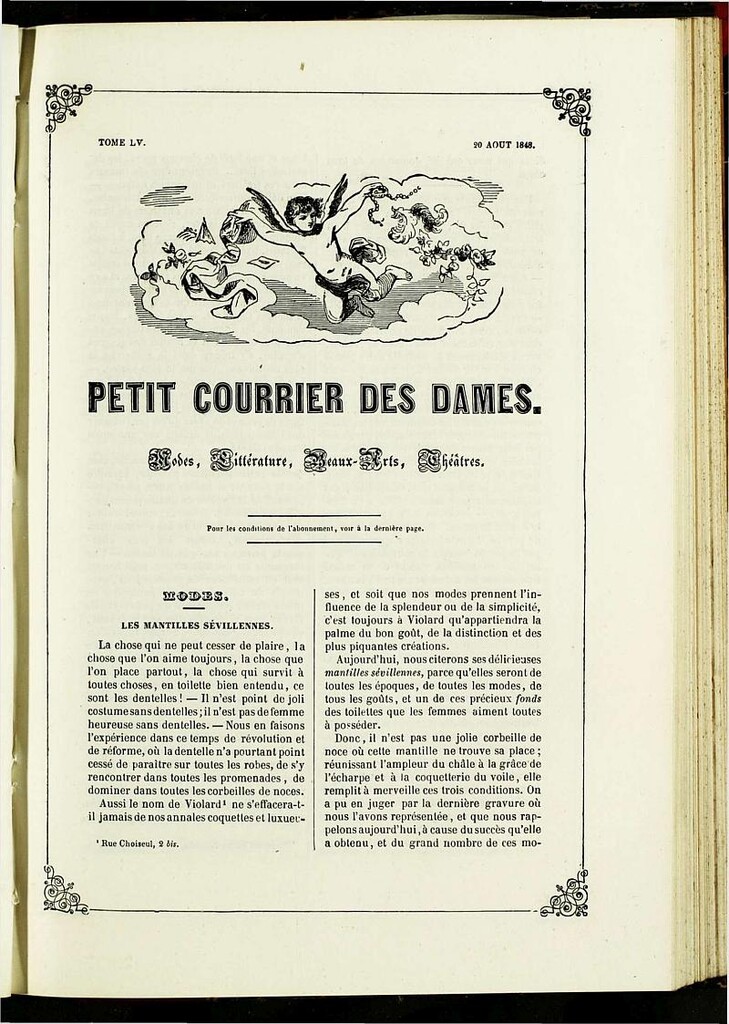 TOME LV.
20 AOUT 1848.
PETIT COURRIER DES DAMES.
Modes, Littérature, Beaux-Arts, Théâtres.
Pour les conditions de l'abonnement, voir à la dernière page.
MODES.
LES MANTILLES SÉVILLENNES.
La chose qui ne peut cesser de plaire, la
chose que l'on aime toujours, la chose que
l'on place partout, la chose qui survit à
toutes choses, en toilette bien entendu, ce
sont les dentelles! — Il n'est point de joli
costume sans dentelles; il n'est pas de femme
heureuse sans dentelles. — Nous en faisons
l'expérience dans ce temps de révolution et
de réforme, où la dentelle n'a pourtant point
cessé de paraître sur toutes les robes, de s'y
rencontrer dans toutes les promenades, de
dominer dans toutes les corbeilles de noces.
Aussi le nom de Violard¹ ne s'effacera-t-
il jamais de nos annales coquettes et luxueu-
¹ Rue Choiseul, 2 bis.
ses, et soit que nos modes prennent l'in-
fluence de la splendeur ou de la simplicité,
c'est toujours à Violard qu'appartiendra la
palme du bon goût, de la distinction et des
plus piquantes créations.
Aujourd'hui, nous citerons ses délicieuses
mantilles sévillennes, parce qu'elles seront de
toutes les époques, de toutes les modes, de
tous les goûts, et un de ces précieux fonds
des toilettes que les femmes aiment toutes
à posséder.
Donc, il n'est pas une jolie corbeille de
noce où cette mantille ne trouve sa place;
réunissant l'ampleur du châle à la grâce de
l'écharpe et à la coquetterie du voile, elle
remplit à merveille ces trois conditions. On
a pu en juger par la dernière gravure où
nous l'avons représentée, et que nous rap-
pelons aujourd'hui, à cause du succès qu'elle
a obtenu, et du grand nombre de ces mo-